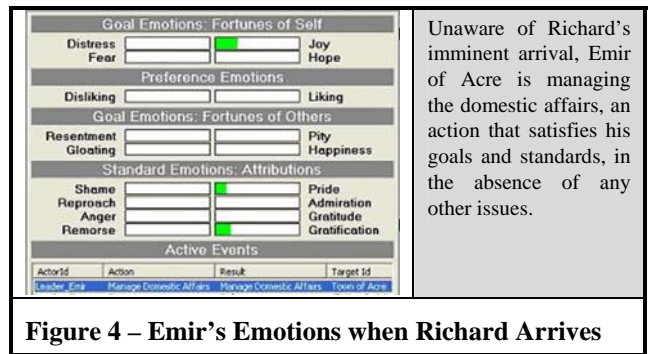 Goal Emotions: Fortunes of Self
Distress Joy
Fear Hope
Preference Emotions
Disliking Liking
Goal Emotions: Fortunes of Others
Resentment Pity
Gloating Happiness
Standard Emotions: Attributions
Shame Pride
Reproach Admiration
Anger Gratitude
Remorse Gratification
Active Events
ActorId Action Result Target Id
Leader_Emir Manage Domestic Affairs Manage Domestic Affairs Town of Acre
Unaware of Richard’s
imminent arrival, Emir
of Acre is managing
the domestic affairs, an
action that satisfies his
goals and standards, in
the absence of any
other issues.
Figure 4 – Emir’s Emotions when Richard Arrives